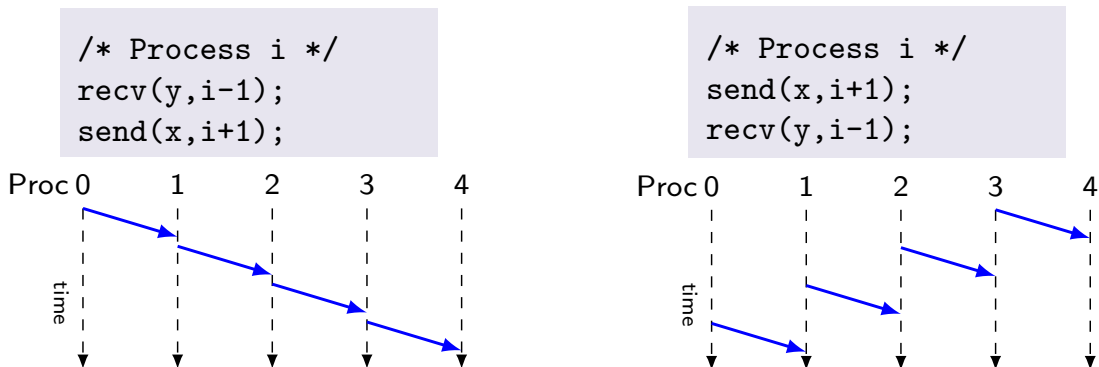 /* Process i */
recv(y,i-1);
send(x,i+1);
Proc 0 1 2 3 4
time
/* Process i */
send(x,i+1);
recv(y,i-1);
Proc 0 1 2 3 4
time